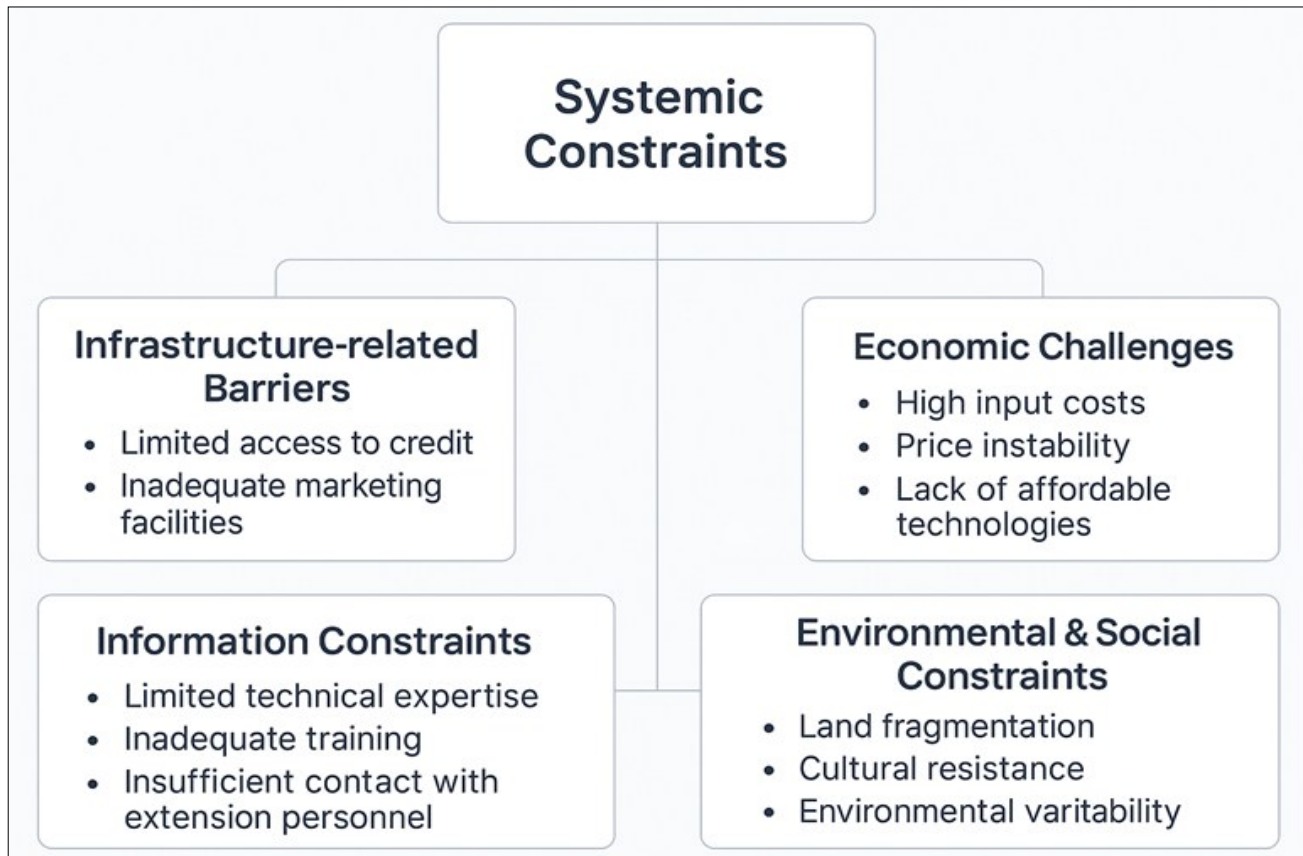 Systemic
Constraints
Infrastructure-related
Barriers
• Limited access to credit
• Inadequate marketing
facilities
Economic Challenges
• High input costs
• Price instability
• Lack of affordable
technologies
Information Constraints
• Limited technical expertise
• Inadequate training
• Insufficient contact with
extension personnel
Environmental & Social
Constraints
• Land fragmentation
• Cultural resistance
• Environmental varitability